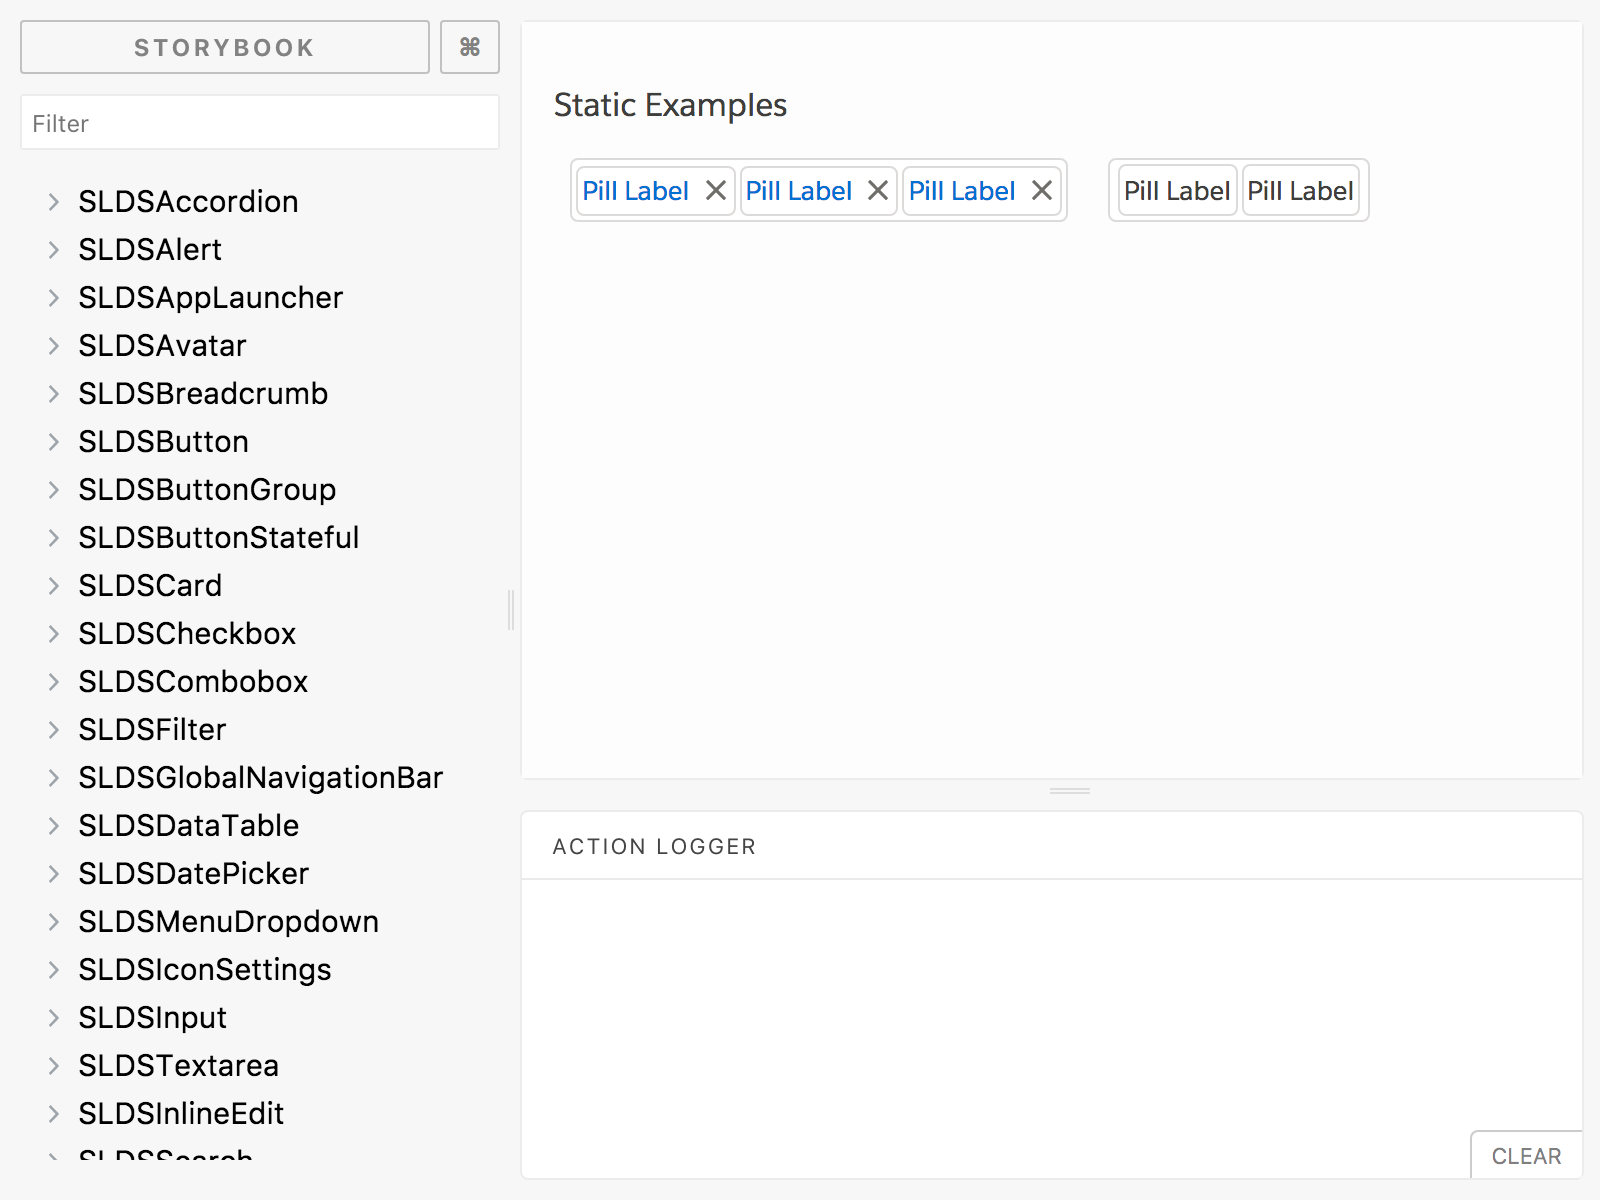 STORYBOOK ⌘
Filter
SLDSAccordion
SLDSAlert
SLDSAppLauncher
SLDSAvatar
SLDSBreadcrumb
SLDSButton
SLDSButtonGroup
SLDSButtonStateful
SLDSCard
SLDSCheckbox
SLDSCombobox
SLDSFilter
SLDSGlobalNavigationBar
SLDSDataTable
SLDSDatePicker
SLDSMenuDropdown
SLDSIconSettings
SLDSInput
SLDSTextarea
SLDSInlineEdit
SLDSSearch
Static Examples
Pill Label Pill Label Pill Label Pill Label Pill Label
ACTION LOGGER
CLEAR